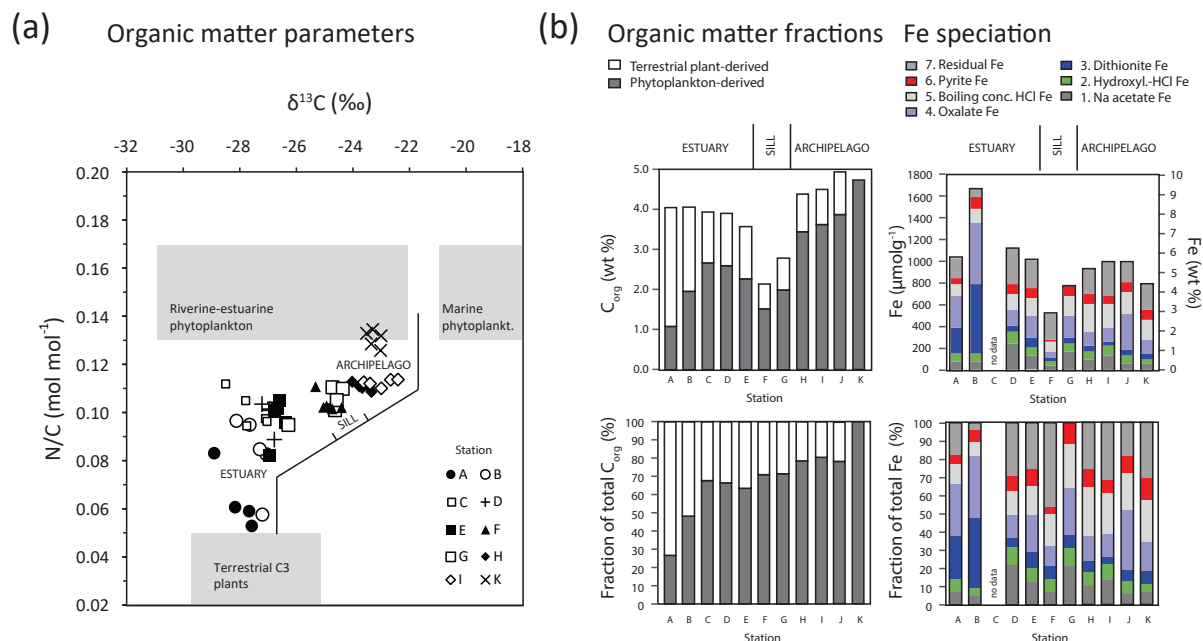 (a)
Organic matter parameters
δ¹³C (‰)
-32 -30 -28 -26 -24 -22 -20 -18
N/C (mol mol⁻¹)
0.20
0.18
0.16
0.14
0.12
0.10
0.08
0.06
0.04
0.02
Riverine-estuarine
phytoplankton
Marine
phytoplankt.
ARCHIPELAGO
SILL
ESTUARY
Terrestrial C3
plants
Station
A B
C D
E F
G H
I K
(b)
Organic matter fractions
Terrestrial plant-derived
Phytoplankton-derived
ESTUARY SILL ARCHIPELAGO
C_org (wt %)
5.0
4.0
3.0
2.0
1.0
0.0
A B C D E F G H I J K
Station
Fraction of total C_org (%)
100
90
80
70
60
50
40
30
20
10
0
A B C D E F G H I J K
Station
Fe speciation
7. Residual Fe
6. Pyrite Fe
5. Boiling conc. HCl Fe
4. Oxalate Fe
3. Dithionite Fe
2. Hydroxyl.-HCl Fe
1. Na acetate Fe
ESTUARY SILL ARCHIPELAGO
Fe (μmolg⁻¹)
1800
1600
1400
1200
1000
800
600
400
200
0
no data
10
9
8
7
6
5
4
3
2
1
0
Fe (wt %)
A B C D E F G H I J K
Station
Fraction of total Fe (%)
100
90
80
70
60
50
40
30
20
10
0
no data
A B C D E F G H I J K
Station